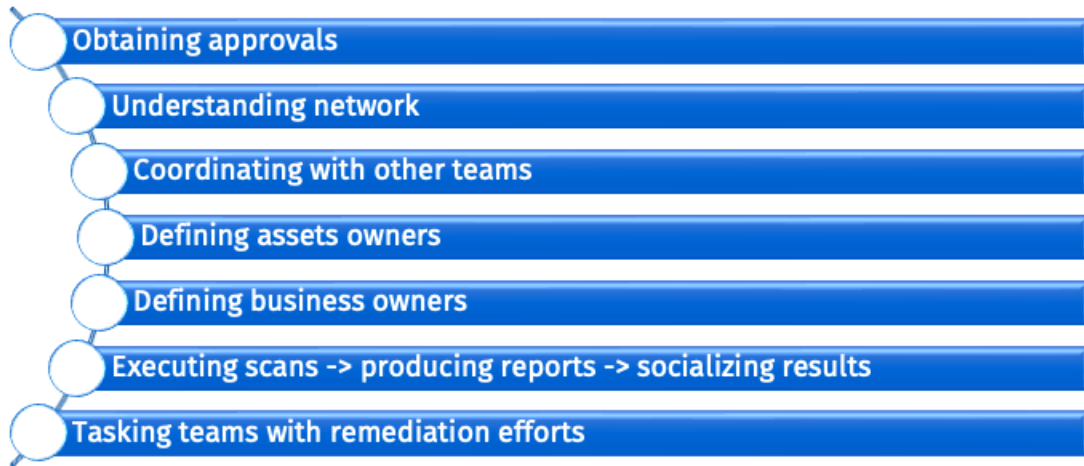 Obtaining approvals
Understanding network
Coordinating with other teams
Defining assets owners
Defining business owners
Executing scans -> producing reports -> socializing results
Tasking teams with remediation efforts